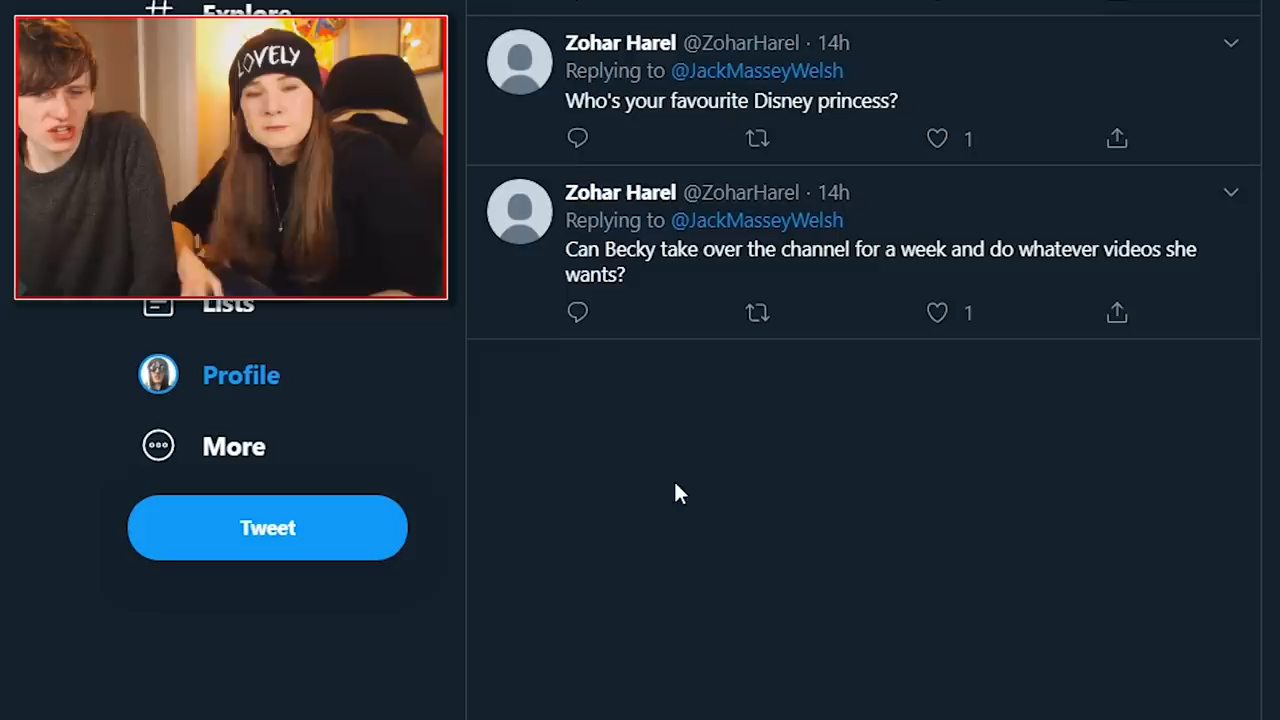 Explore
LOVELY
Zohar Harel @ZoharHarel · 14h
Replying to @JackMasseyWelsh
Who's your favourite Disney princess?
1
Zohar Harel @ZoharHarel · 14h
Replying to @JackMasseyWelsh
Can Becky take over the channel for a week and do whatever videos she
wants?
1
Lists
Profile
More
Tweet